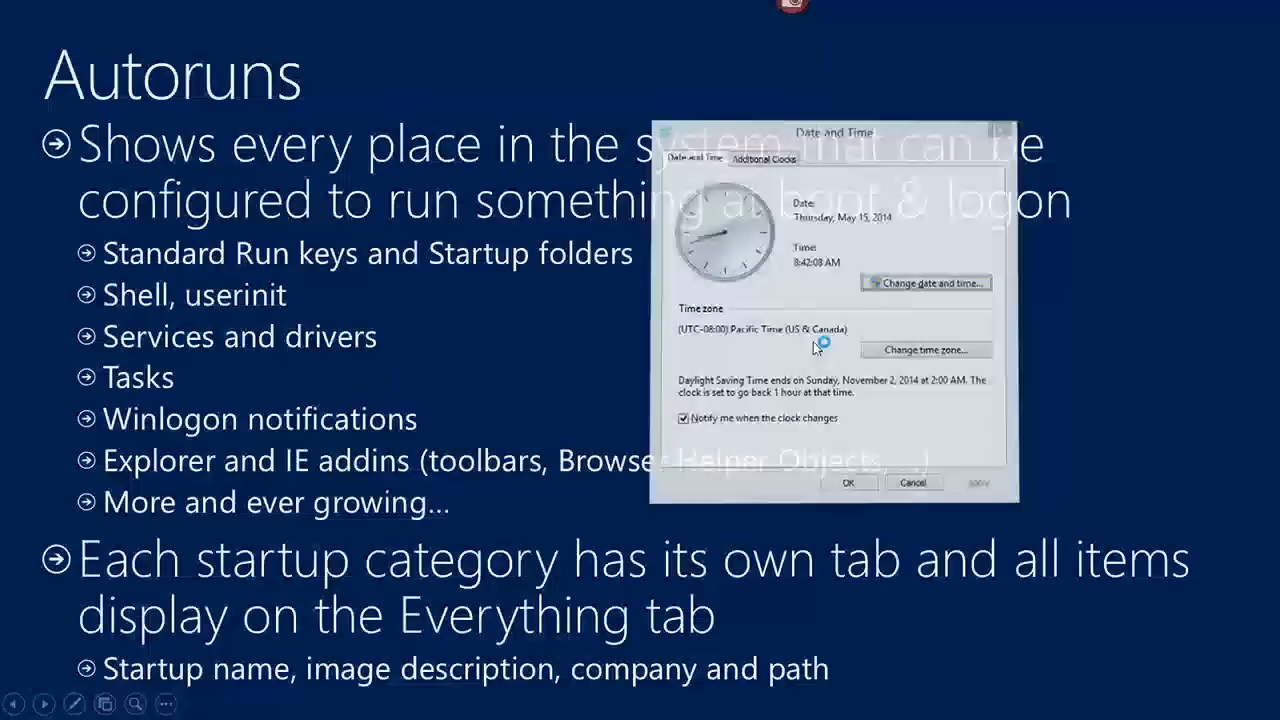 Autoruns
Shows every place in the system that can be
configured to run something at boot & logon
Standard Run keys and Startup folders
Shell, userinit
Services and drivers
Tasks
Winlogon notifications
Explorer and IE addins (toolbars, Browser Helper Objects, ...)
More and ever growing...
Each startup category has its own tab and all items
display on the Everything tab
Startup name, image description, company and path
Date and Time
Date and Time Additional Clocks
Date:
Thursday, May 15, 2014
Time:
8:42:08 AM
Change date and time...
Time zone
(UTC-08:00) Pacific Time (US & Canada)
Change time zone...
Daylight Saving Time ends on Sunday, November 2, 2014 at 2:00 AM. The
clock is set to go back 1 hour at that time.
Notify me when the clock changes
OK Cancel Apply